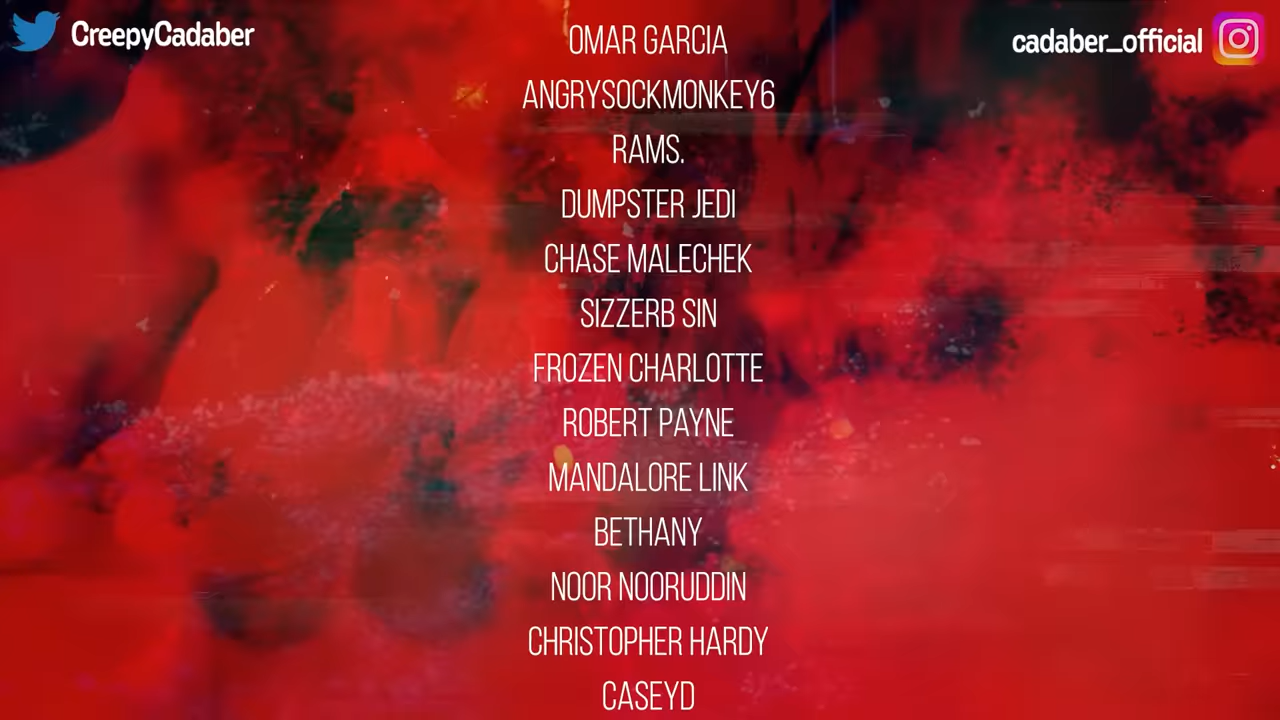 CreepyCadaber
cadaber_official
OMAR GARCIA
ANGRYSOCKMONKEY6
RAMS.
DUMPSTER JEDI
CHASE MALECHEK
SIZZERB SIN
FROZEN CHARLOTTE
ROBERT PAYNE
MANDALORE LINK
BETHANY
NOOR NOORUDDIN
CHRISTOPHER HARDY
CASEYD